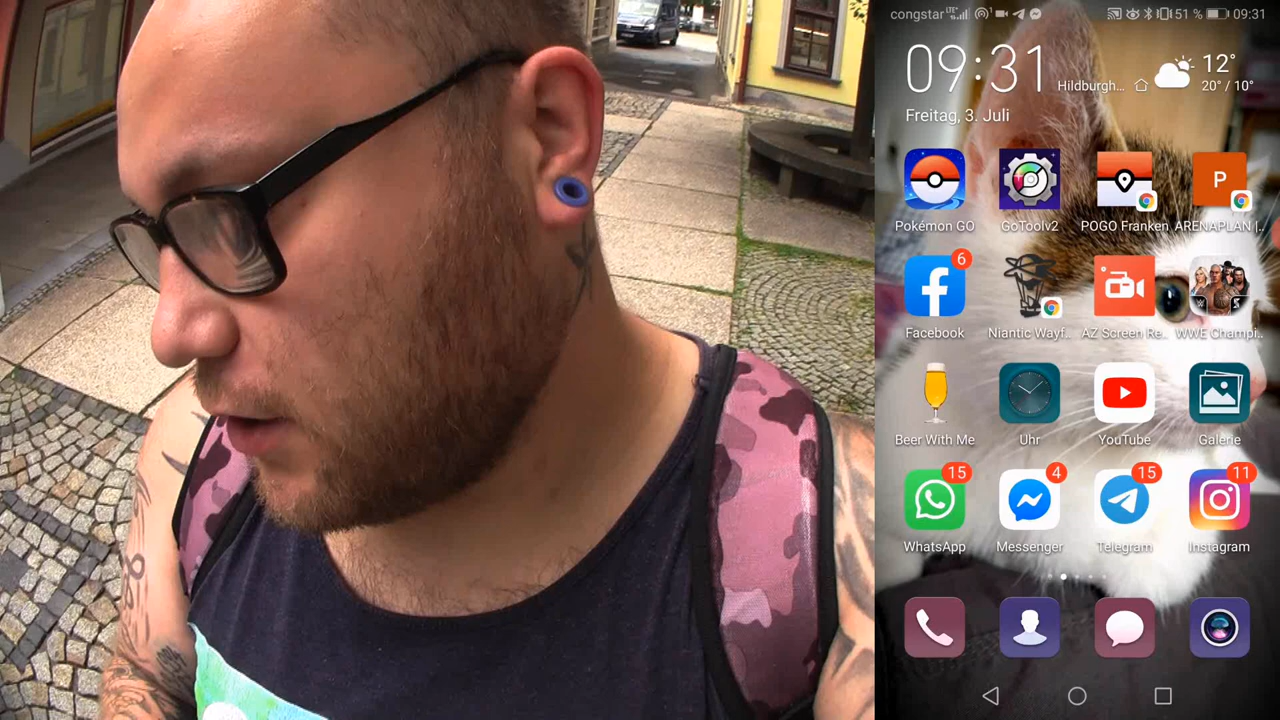 congstar 51 % 09:31
09:31
Hildburgh... 12°
20° / 10°
Freitag, 3. Juli
P
Pokémon GO GoToolv2 POGO Franken ARENAPLAN |..
6
Facebook Niantic Wayf.. AZ Screen Re.. WWE Champi..
Beer With Me Uhr YouTube Galerie
15 4 15 11
WhatsApp Messenger Telegram Instagram